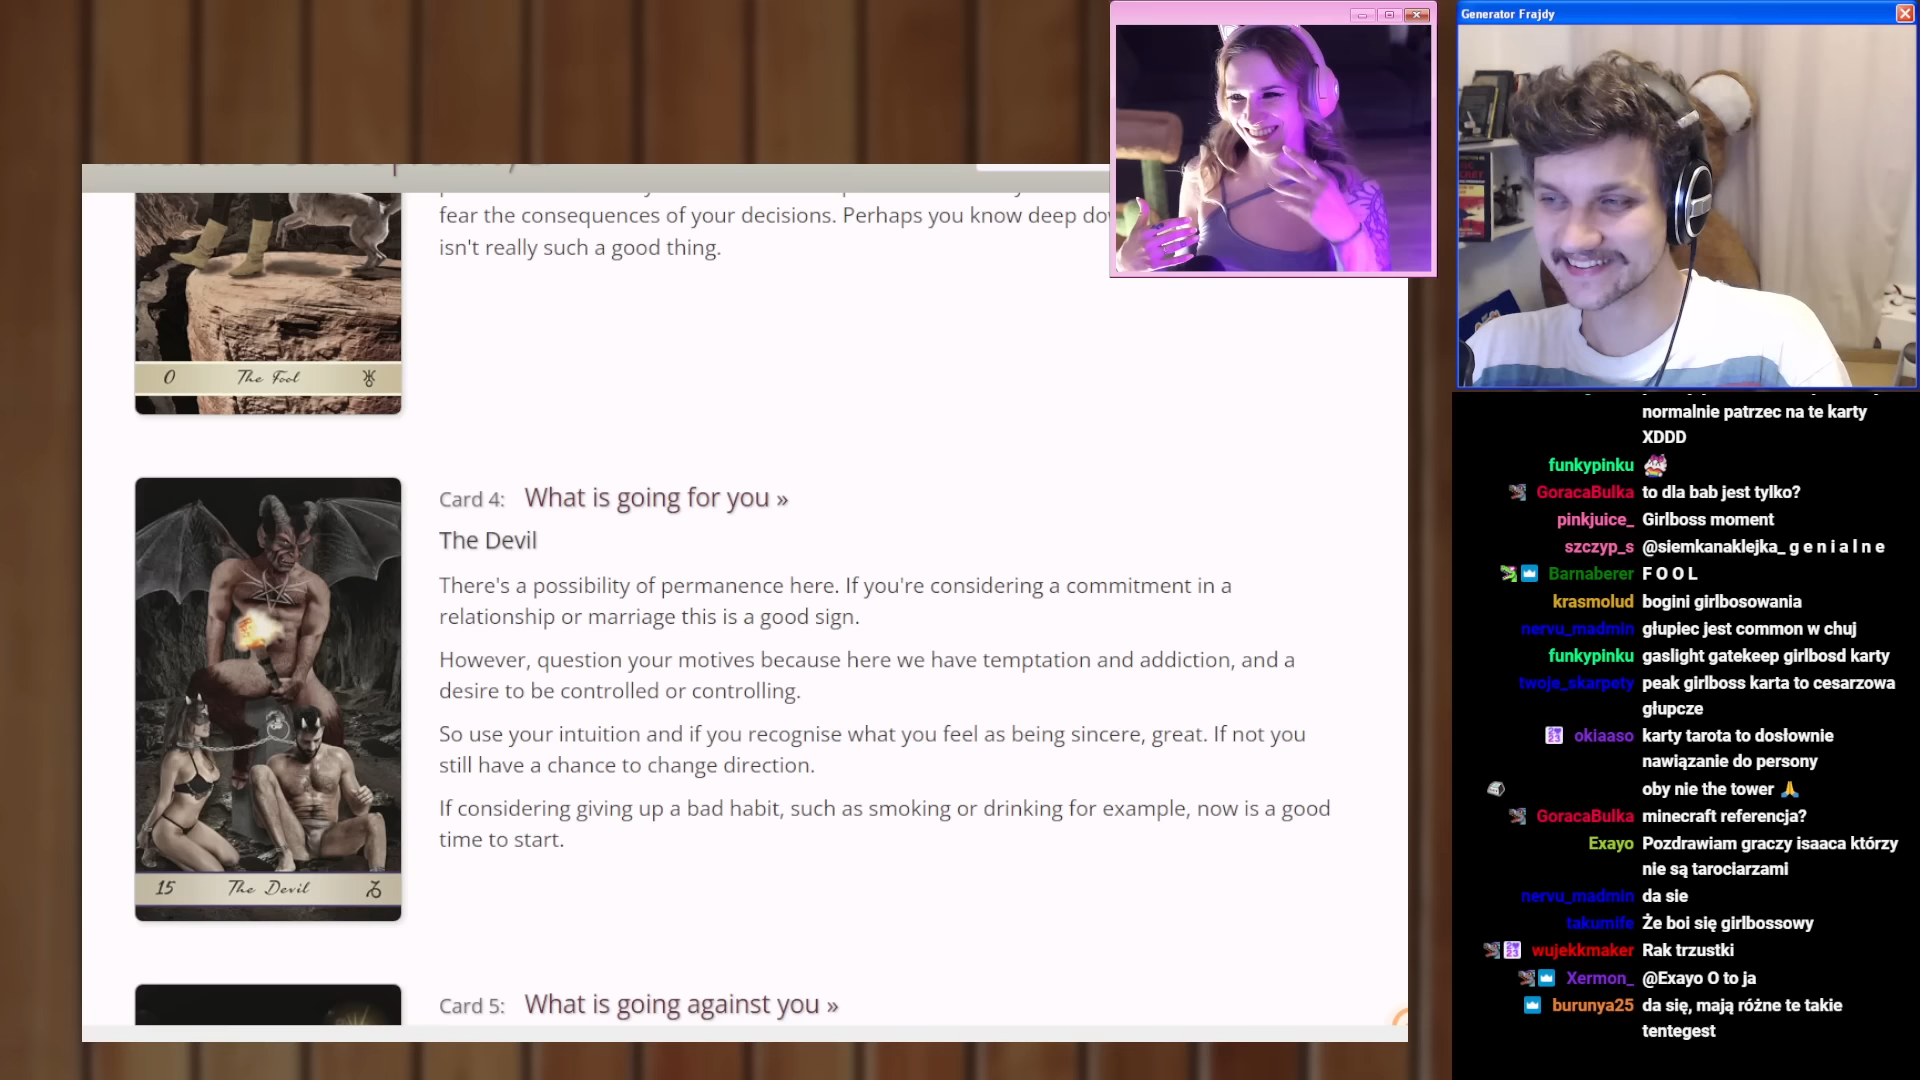 Generator Frajdy
fear the consequences of your decisions. Perhaps you know deep
isn't really such a good thing.
0 The Fool
Card 4: What is going for you »
The Devil
There's a possibility of permanence here. If you're considering a commitment in a
relationship or marriage this is a good sign.
However, question your motives because here we have temptation and addiction, and a
desire to be controlled or controlling.
So use your intuition and if you recognise what you feel as being sincere, great. If not you
still have a chance to change direction.
If considering giving up a bad habit, such as smoking or drinking for example, now is a good
time to start.
15 The Devil
Card 5: What is going against you »
normalnie patrzec na te karty
XDDD
funkypinku
GoracaBulka to dla bab jest tylko?
pinkjuice_ Girlboss moment
szczyp_s @siemkanaklejka_ g e n i a l n e
Barnaberer F O O L
krasmolud bogini girlbosowania
nervu_madmin głupiec jest common w chuj
funkypinku gaslight gatekeep girlbosd karty
twoje_skarpety peak girlboss karta to cesarzowa
głupcze
okiaaso karty tarota to dosłownie
nawiązanie do persony
oby nie the tower 🙏
GoracaBulka minecraft referencja?
Exayo Pozdrawiam graczy isaaca którzy
nie są tarociarzami
nervu_madmin da sie
takumife Że boi się girlbossowy
wujekkmaker Rak trzustki
Xermon_ @Exayo O to ja
burunya25 da się, mają różne te takie
tentegest